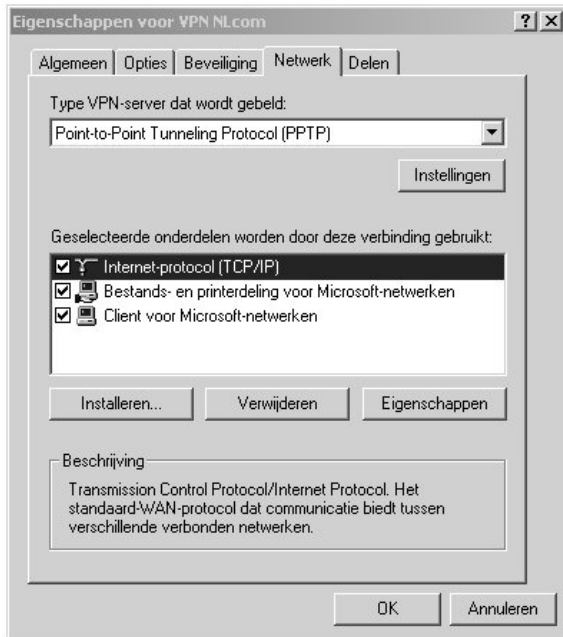 Eigenschappen voor VPN NLcom
Algemeen Opties Beveiliging Netwerk Delen
Type VPN-server dat wordt gebeld:
Point-to-Point Tunneling Protocol (PPTP)
Instellingen
Geselecteerde onderdelen worden door deze verbinding gebruikt:
Internet-protocol (TCP/IP)
Bestands- en printerdeling voor Microsoft-netwerken
Client voor Microsoft-netwerken
Installeren... Verwijderen Eigenschappen
Beschrijving
Transmission Control Protocol/Internet Protocol. Het
standaard-WAN-protocol dat communicatie biedt tussen
verschillende verbonden netwerken.
OK Annuleren